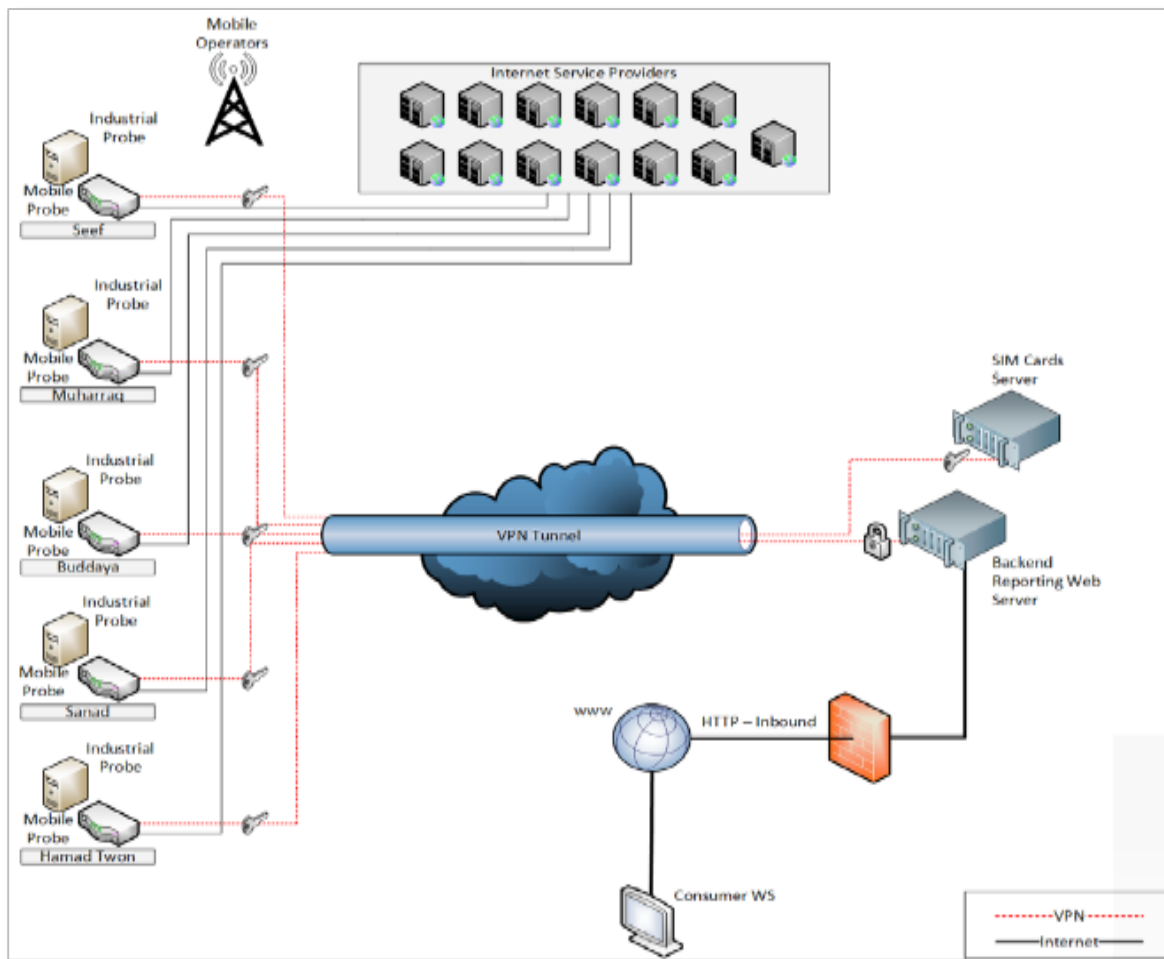 Mobile
Operators
Internet Service Providers
Industrial
Probe
Mobile
Probe
Seef
Industrial
Probe
Mobile
Probe
Muharraq
Industrial
Probe
Mobile
Probe
Buddaya
Industrial
Probe
Mobile
Probe
Sanad
Industrial
Probe
Mobile
Probe
Hamad Twon
VPN Tunnel
SIM Cards
Server
Backend
Reporting Web
Server
www
HTTP – Inbound
Consumer WS
VPN
Internet